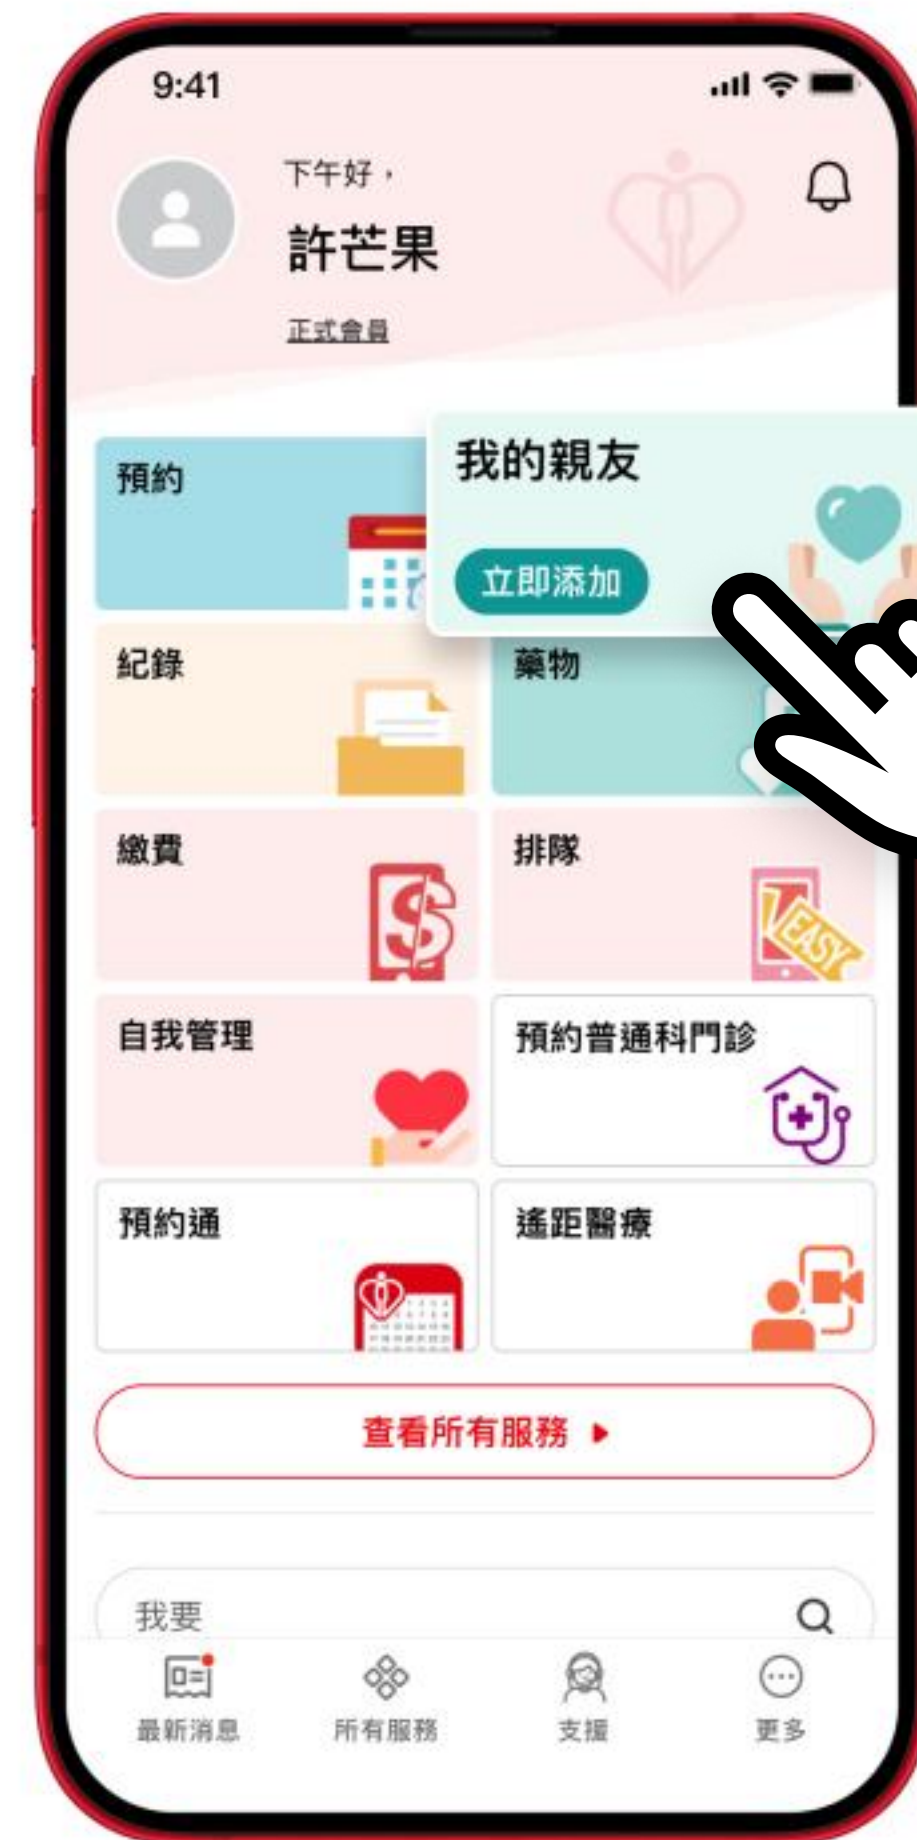 9:41
下午好，
許芒果
正式會員
預約
我的親友
立即添加
紀錄
藥物
繳費
排隊
EASY
自我管理
預約普通科門診
預約通
遙距醫療
查看所有服務
我要
最新消息
所有服務
支援
更多